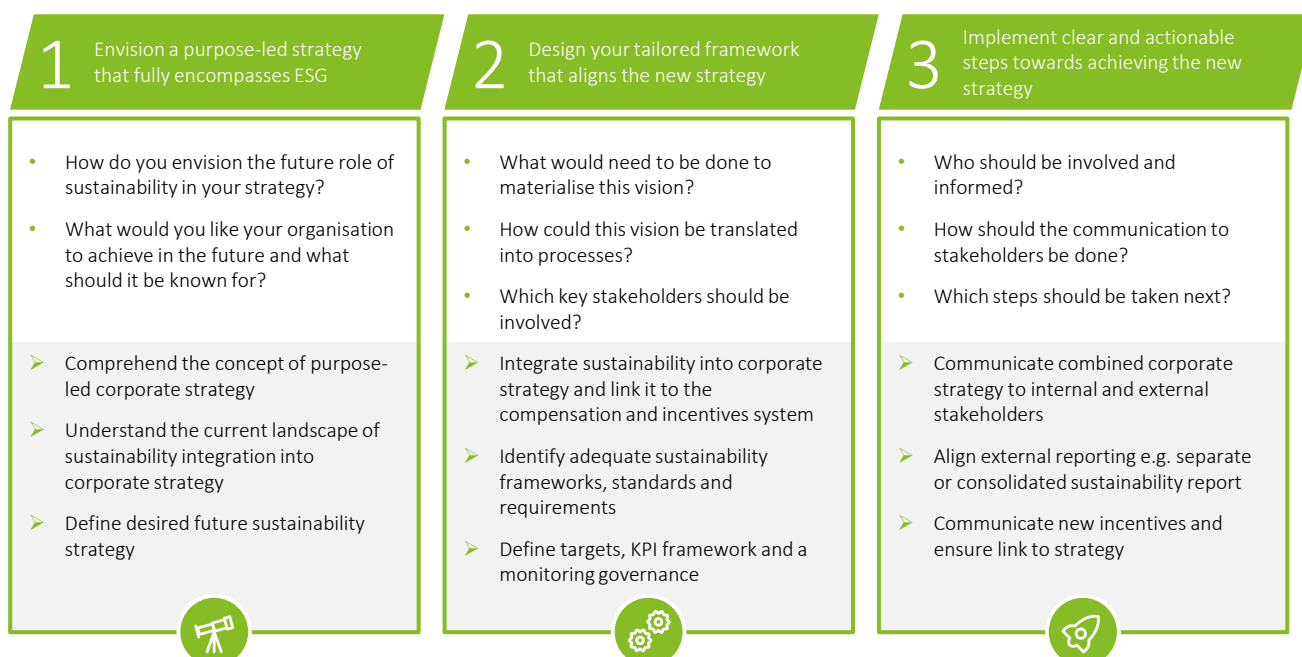 1
Envision a purpose-led strategy
that fully encompasses ESG
• How do you envision the future role of
sustainability in your strategy?
• What would you like your organisation
to achieve in the future and what
should it be known for?
➢ Comprehend the concept of purpose-
led corporate strategy
➢ Understand the current landscape of
sustainability integration into
corporate strategy
➢ Define desired future sustainability
strategy
2
Design your tailored framework
that aligns the new strategy
• What would need to be done to
materialise this vision?
• How could this vision be translated
into processes?
• Which key stakeholders should be
involved?
➢ Integrate sustainability into corporate
strategy and link it to the
compensation and incentives system
➢ Identify adequate sustainability
frameworks, standards and
requirements
➢ Define targets, KPI framework and a
monitoring governance
3
Implement clear and actionable
steps towards achieving the new
strategy
• Who should be involved and
informed?
• How should the communication to
stakeholders be done?
• Which steps should be taken next?
➢ Communicate combined corporate
strategy to internal and external
stakeholders
➢ Align external reporting e.g. separate
or consolidated sustainability report
➢ Communicate new incentives and
ensure link to strategy